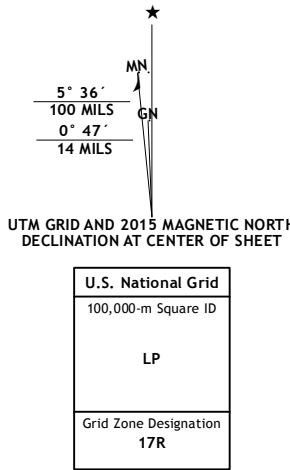 MN.
5° 36´
100 MILS
GN
0° 47´
14 MILS
UTM GRID AND 2015 MAGNETIC NORTH
DECLINATION AT CENTER OF SHEET
U.S. National Grid
100,000-m Square ID
LP
Grid Zone Designation
17R